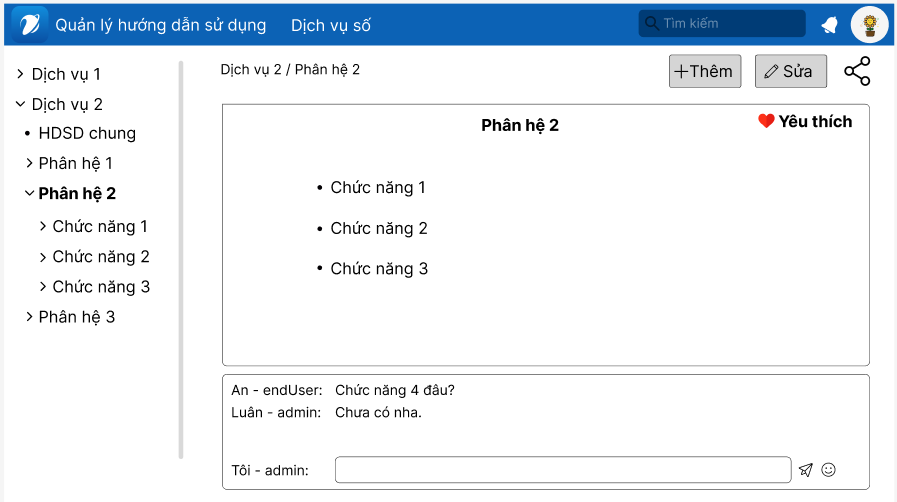 Quản lý hướng dẫn sử dụng Dịch vụ số Tìm kiếm
Dịch vụ 1
Dịch vụ 2
HDSD chung
Phân hệ 1
Phân hệ 2
Chức năng 1
Chức năng 2
Chức năng 3
Phân hệ 3
Dịch vụ 2 / Phân hệ 2
Thêm
Sửa
Phân hệ 2
Yêu thích
Chức năng 1
Chức năng 2
Chức năng 3
An - endUser: Chức năng 4 đâu?
Luân - admin: Chưa có nha.
Tôi - admin: